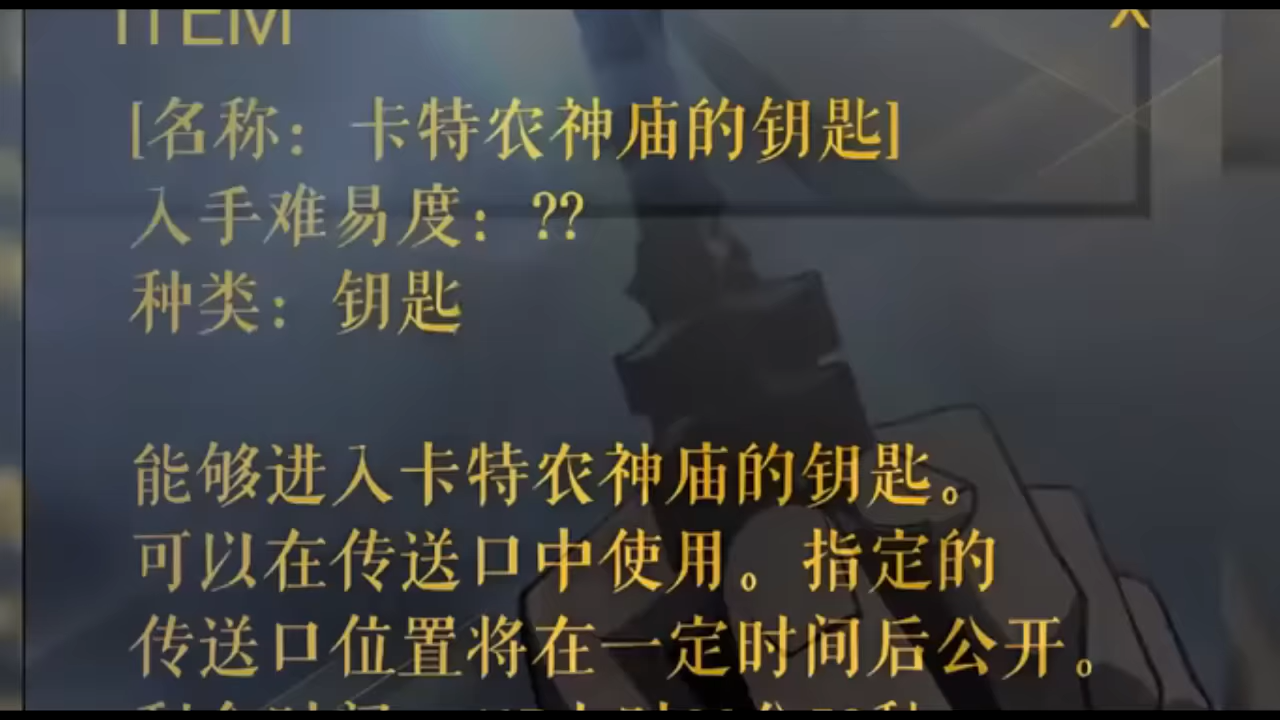 ITEM
X
[名称：卡特农神庙的钥匙]
入手难易度：??
种类：钥匙
能够进入卡特农神庙的钥匙。
可以在传送口中使用。指定的
传送口位置将在一定时间后公开。